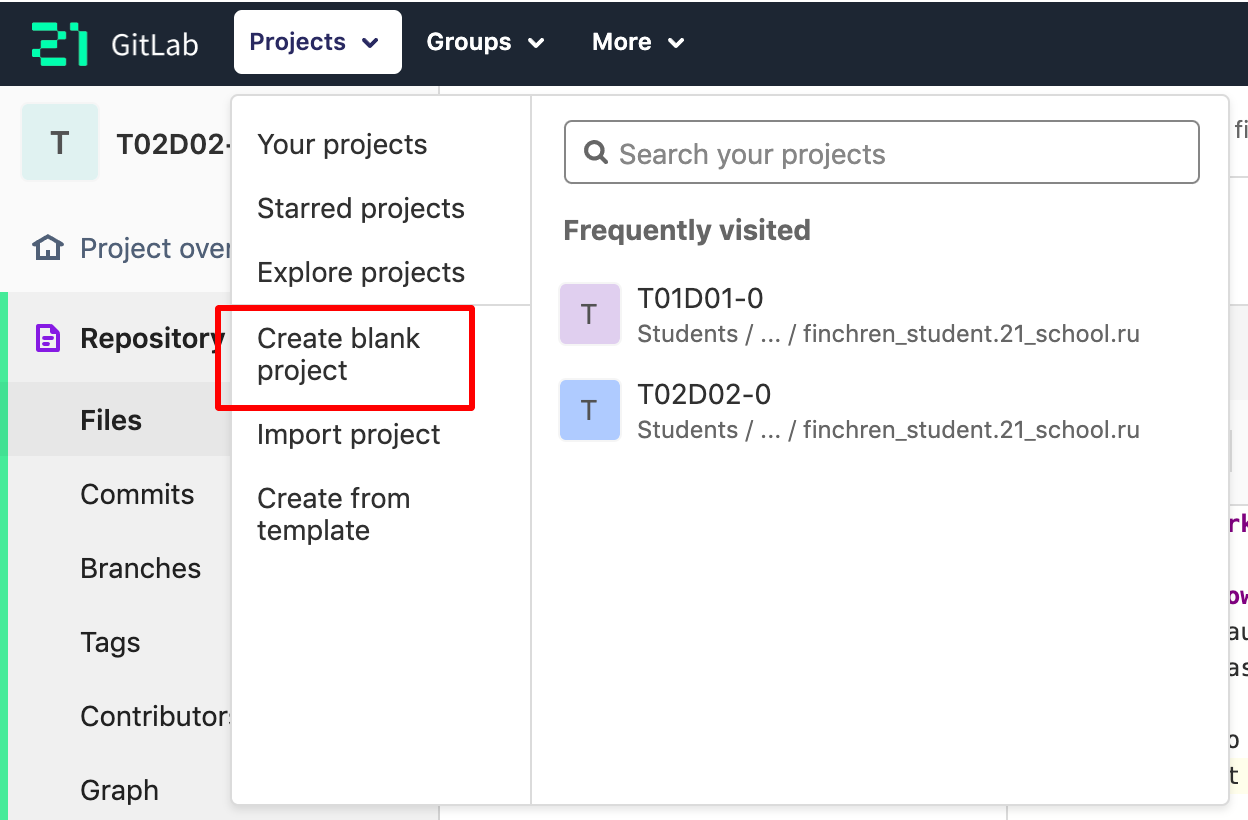 21 GitLab Projects Groups More
T T02D02-
Project over
Repository
Files
Commits
Branches
Tags
Contributors
Graph
Your projects
Starred projects
Explore projects
Create blank
project
Import project
Create from
template
Search your projects
Frequently visited
T
T01D01-0
Students / ... / finchren_student.21_school.ru
T
T02D02-0
Students / ... / finchren_student.21_school.ru